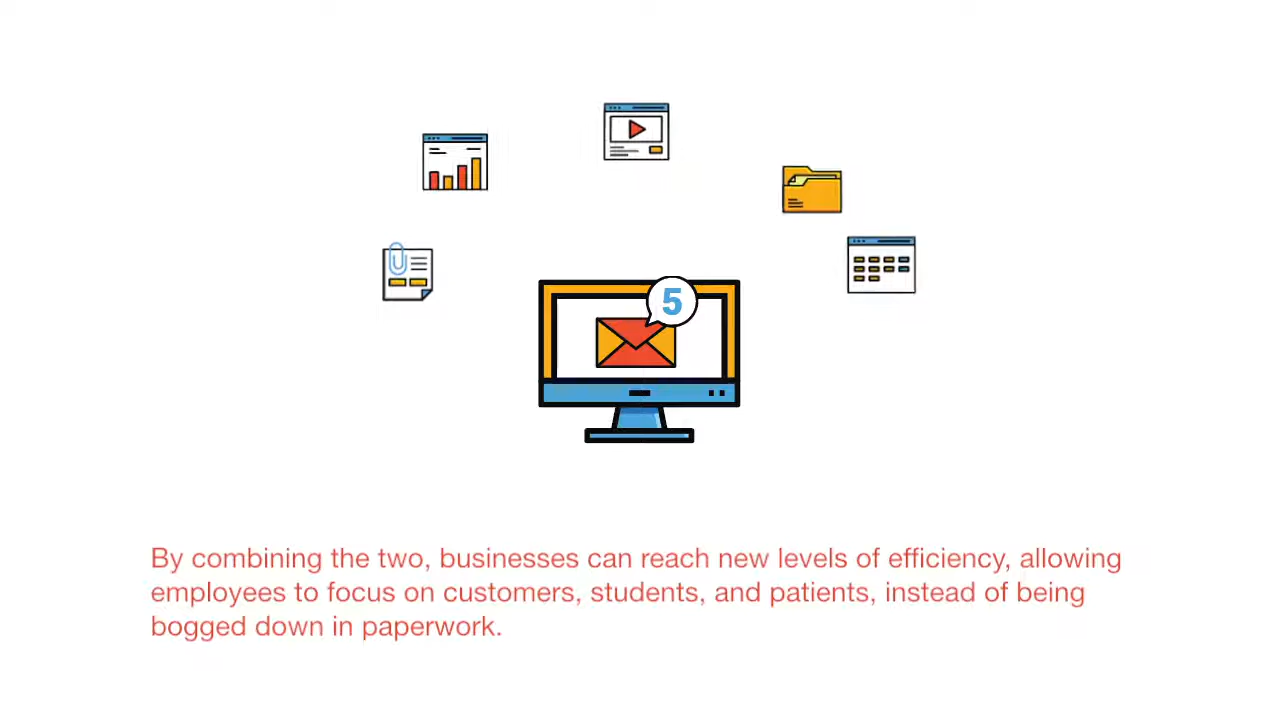 5
By combining the two, businesses can reach new levels of efficiency, allowing
employees to focus on customers, students, and patients, instead of being
bogged down in paperwork.